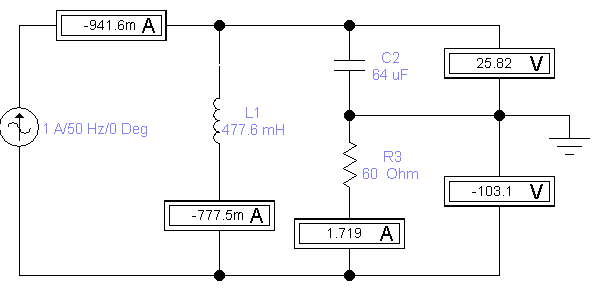 -941.6m A
C2
64 uF
25.82 V
1 A/50 Hz/0 Deg
L1
477.6 mH
R3
60 Ohm
-103.1 V
-777.5m A
1.719 A